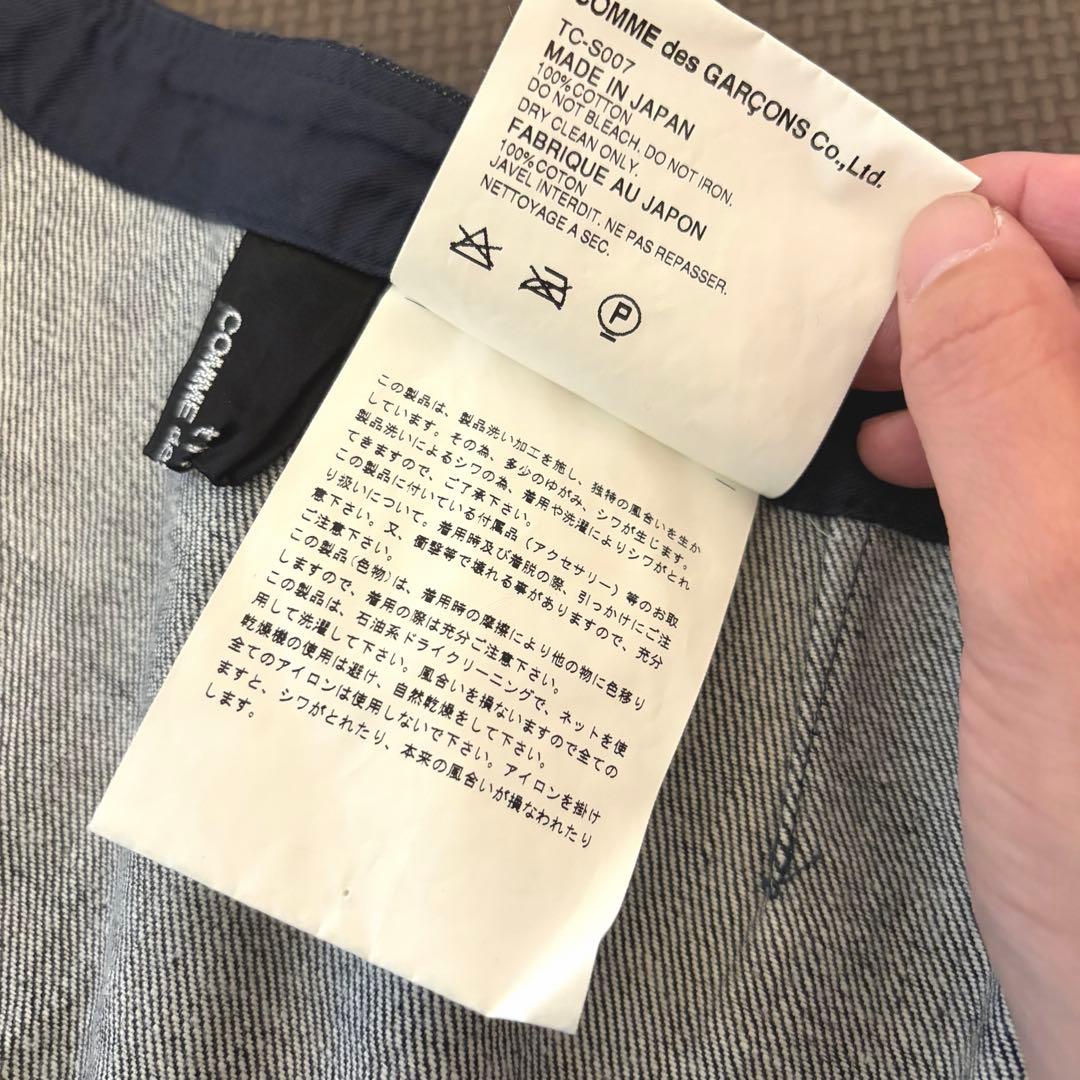 COMME des GARÇONS Co.,Ltd.
TC-S007
MADE IN JAPAN
100%COTTON
DO NOT BLEACH. DO NOT IRON.
DRY CLEAN ONLY.
FABRIQUE AU JAPON
100%COTON
JAVEL INTERDIT. NE PAS REPASSER.
NETTOYAGE A SEC.
P
COMME de
この製品は、製品洗い加工を施し、独特の風合いを生か
しています。その為、多少のゆがみ、シワが生じます。
製品洗いによるシワの為、着用や洗濯によりシワがとれ
てきますので、ご了承下さい。
この製品に付いている付属品（アクセサリー）等のお取
り扱いについて。着用時及び着脱の際、引っかけにご注
意下さい。又、衝撃等で壊れる事がありますので、充分
ご注意下さい。
この製品(色物)は、着用時の摩擦により他の物に色移り
しますので、着用の際は充分ご注意下さい。
この製品は、石油系ドライクリーニングで、ネットを使
用して洗濯して下さい。風合いを損ないますので全ての
乾燥機の使用は避け、自然乾燥をして下さい。
全てのアイロンは使用しないで下さい。アイロンを掛け
ますと、シワがとれたり、本来の風合いが損なわれたり
します。